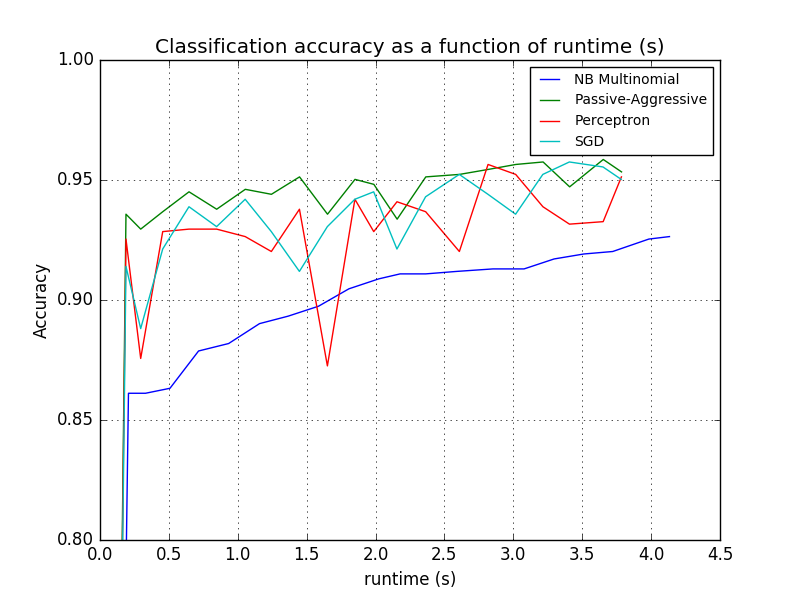 Classification accuracy as a function of runtime (s)
NB Multinomial
Passive-Aggressive
Perceptron
SGD
1.00
0.95
0.90
0.85
0.80
Accuracy
0.0 0.5 1.0 1.5 2.0 2.5 3.0 3.5 4.0 4.5
runtime (s)